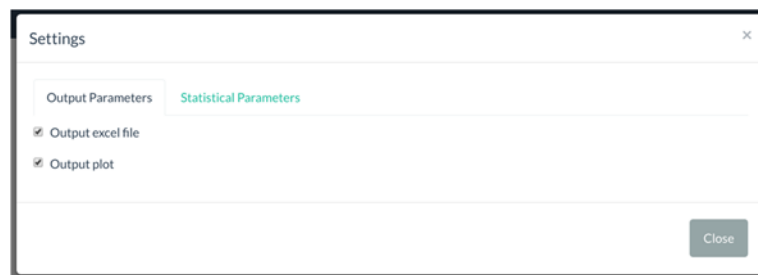 Settings
×
Output Parameters Statistical Parameters
Output excel file
Output plot
Close